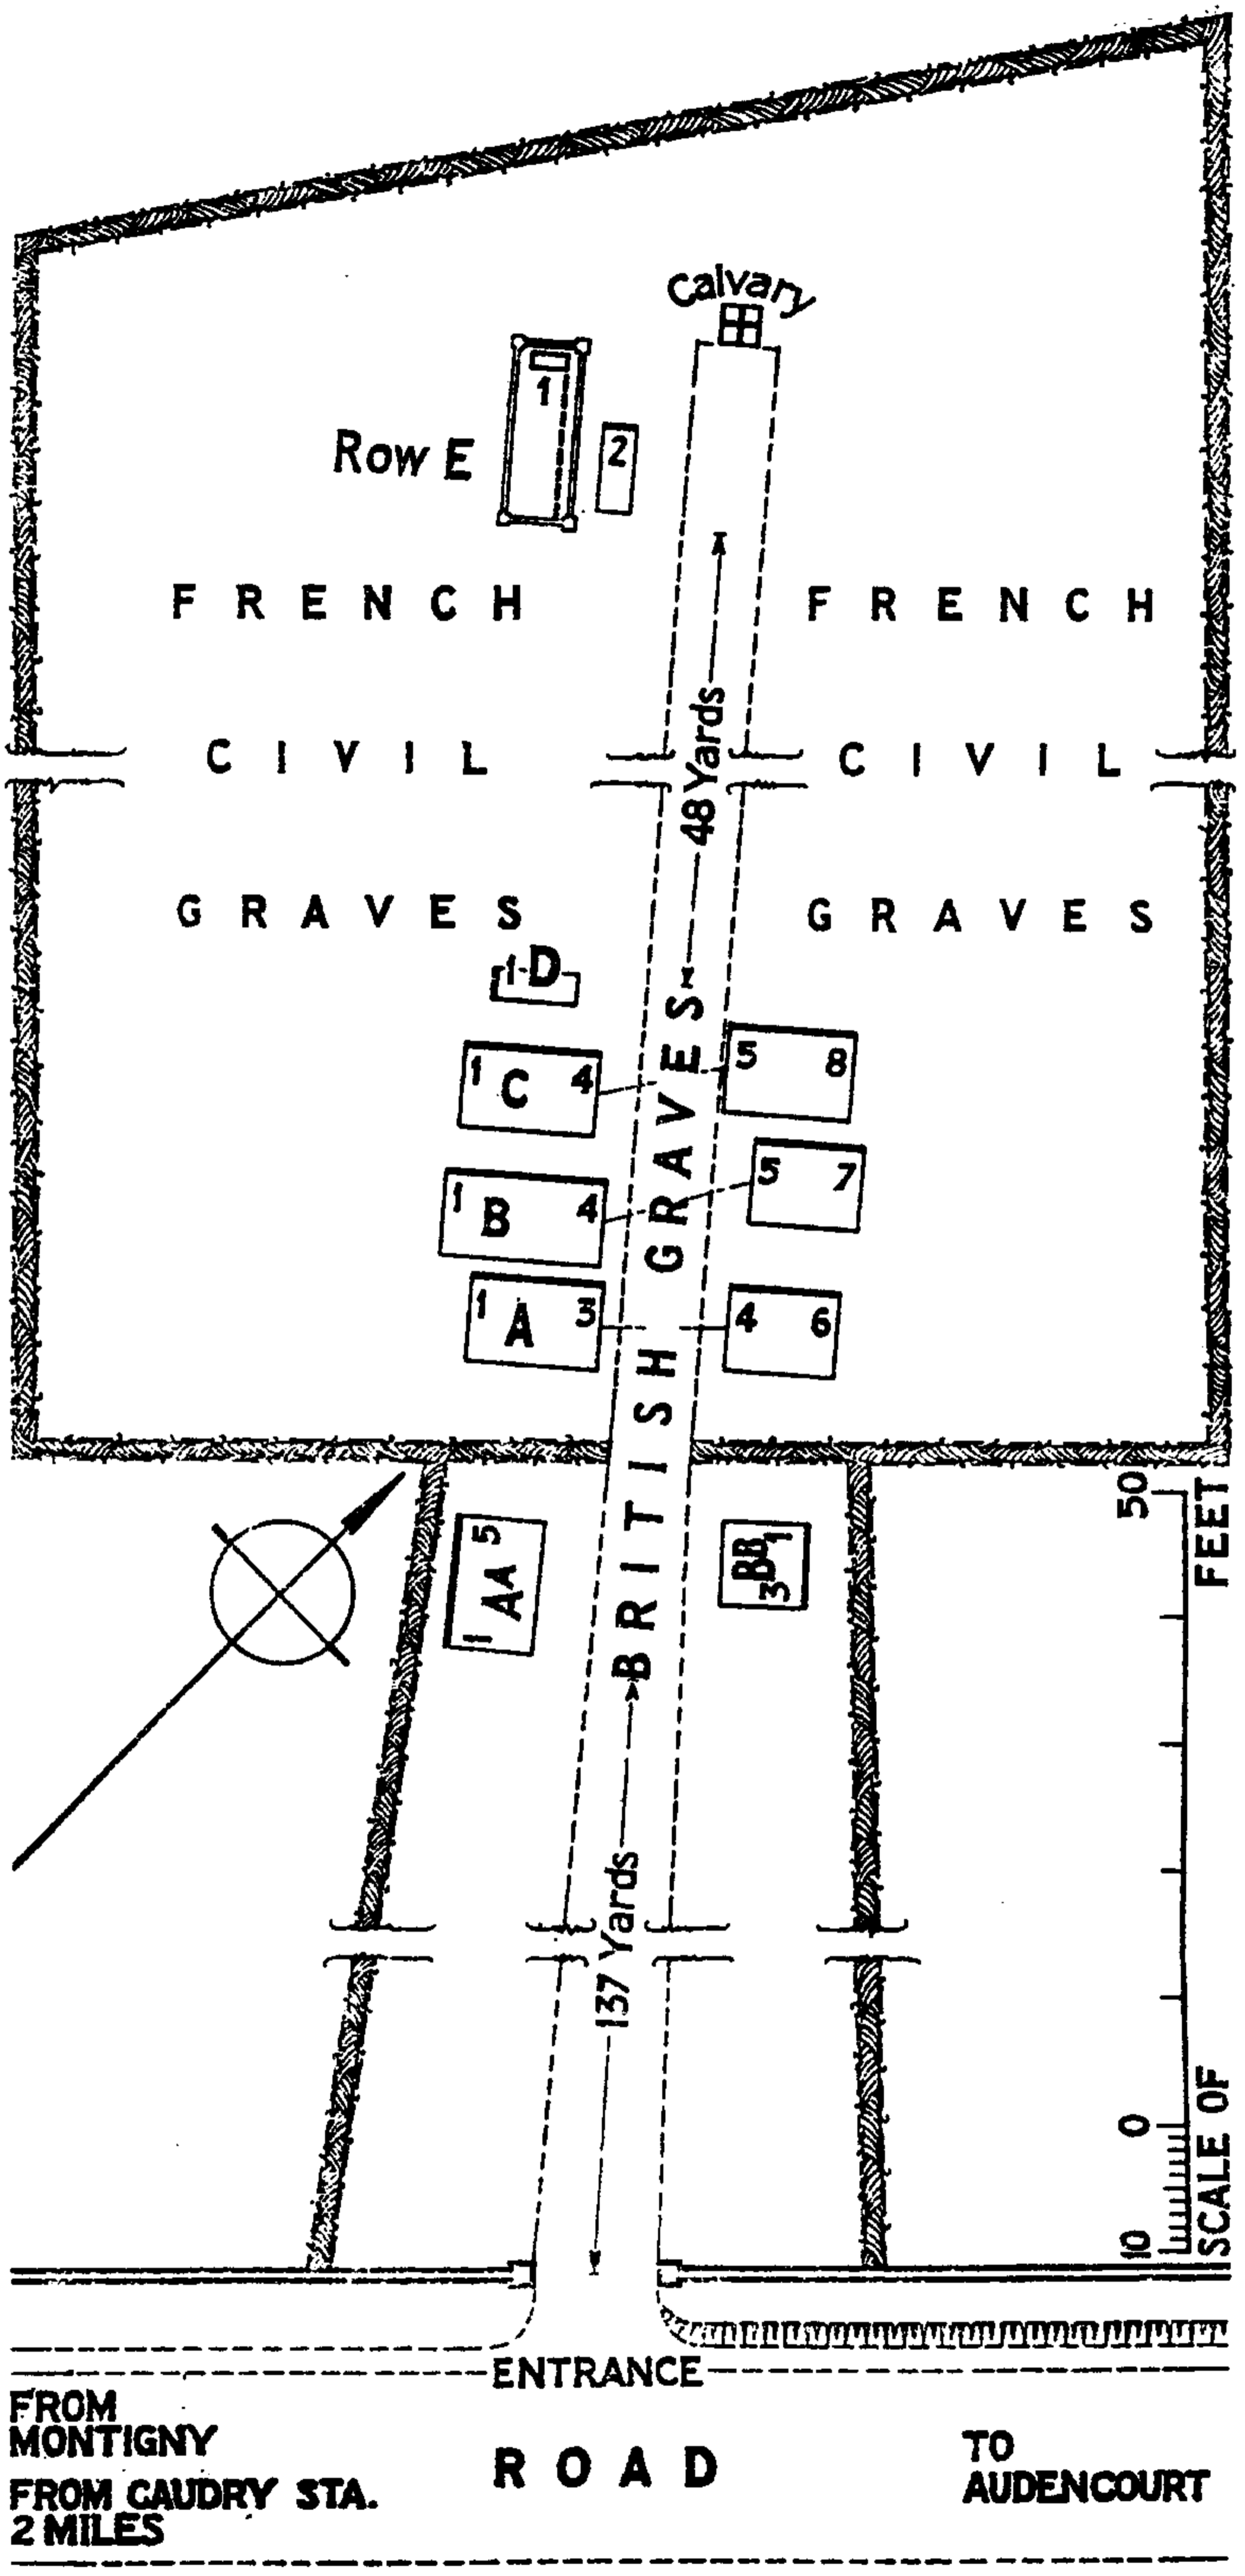 Calvary
1
Row E
2
FRENCH FRENCH
48 Yards
CIVIL CIVIL
GRAVES GRAVES
1 D
1 C 4 5 8
1 B 4 5 7
1 A 3 4 6
BRITISH GRAVES
1 AA 5
BB 1
3
137 Yards
50
0
10
SCALE OF FEET
ENTRANCE
FROM
MONTIGNY
FROM CAUDRY STA.
2 MILES
ROAD
TO
AUDENCOURT